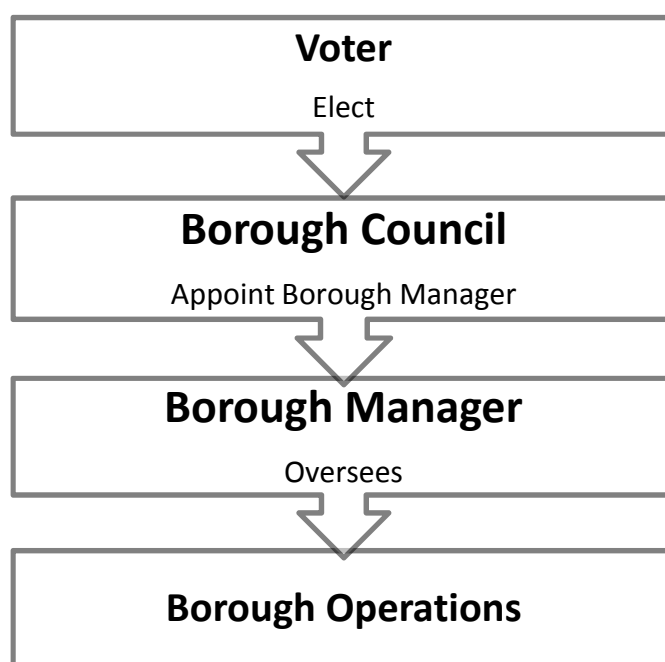 Voter
Elect
Borough Council
Appoint Borough Manager
Borough Manager
Oversees
Borough Operations